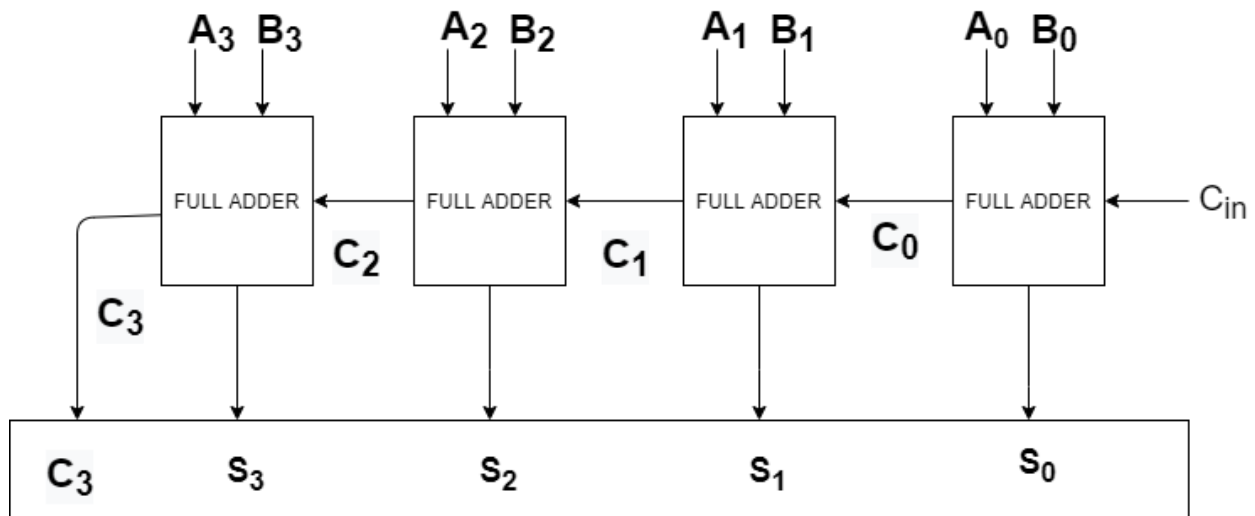 A₃ B₃ A₂ B₂ A₁ B₁ A₀ B₀
FULL ADDER FULL ADDER FULL ADDER FULL ADDER C_in
C₂ C₁ C₀
C₃
C₃ S₃ S₂ S₁ S₀